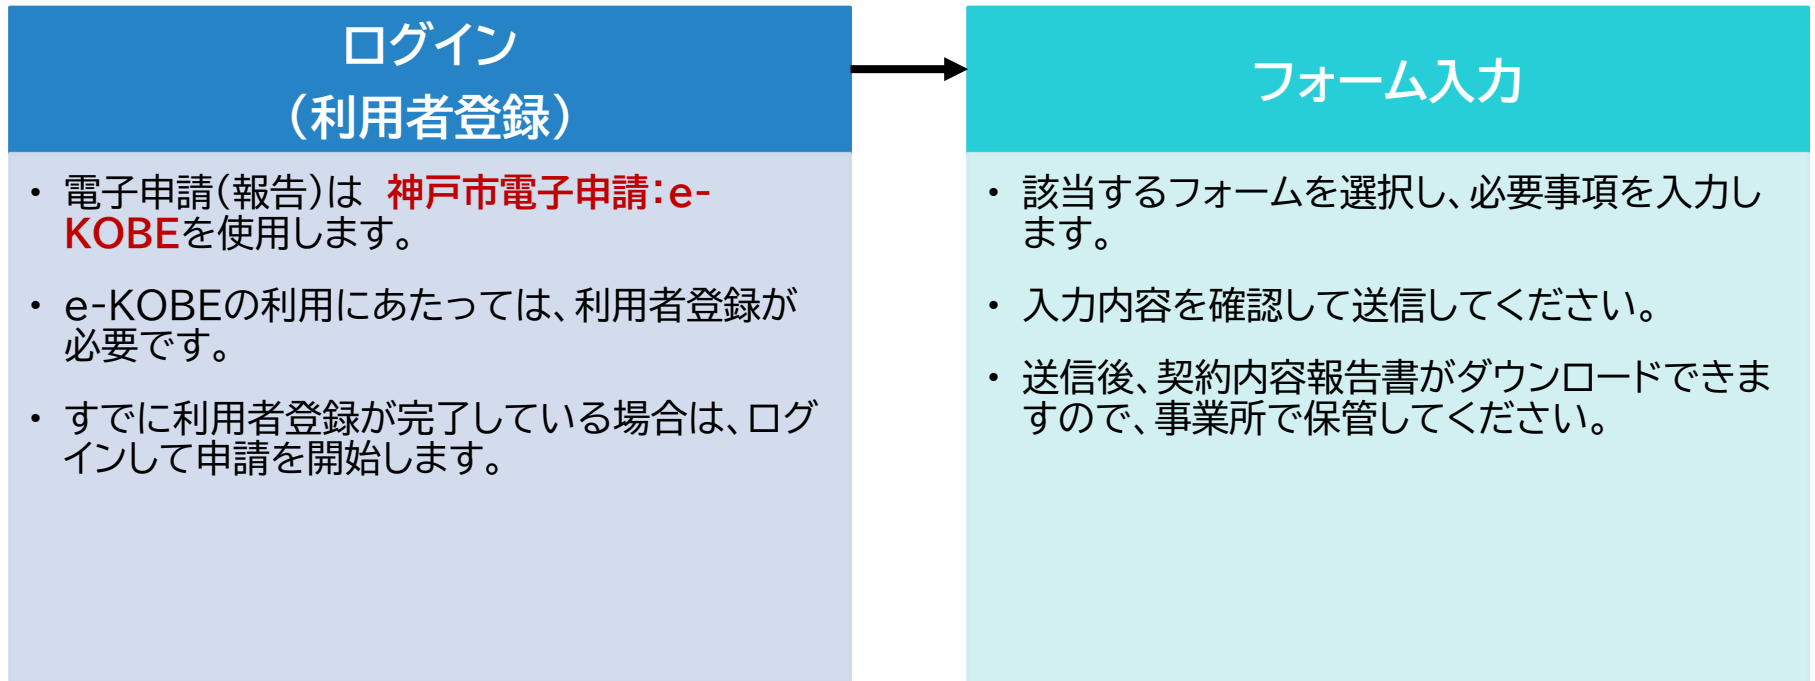 ログイン
（利用者登録）
・ 電子申請（報告）は　神戸市電子申請：e-
KOBEを使用します。
・ e-KOBEの利用にあたっては、利用者登録が
必要です。
・ すでに利用者登録が完了している場合は、ログ
インして申請を開始します。
フォーム入力
・ 該当するフォームを選択し、必要事項を入力し
ます。
・ 入力内容を確認して送信してください。
・ 送信後、契約内容報告書がダウンロードできま
すので、事業所で保管してください。